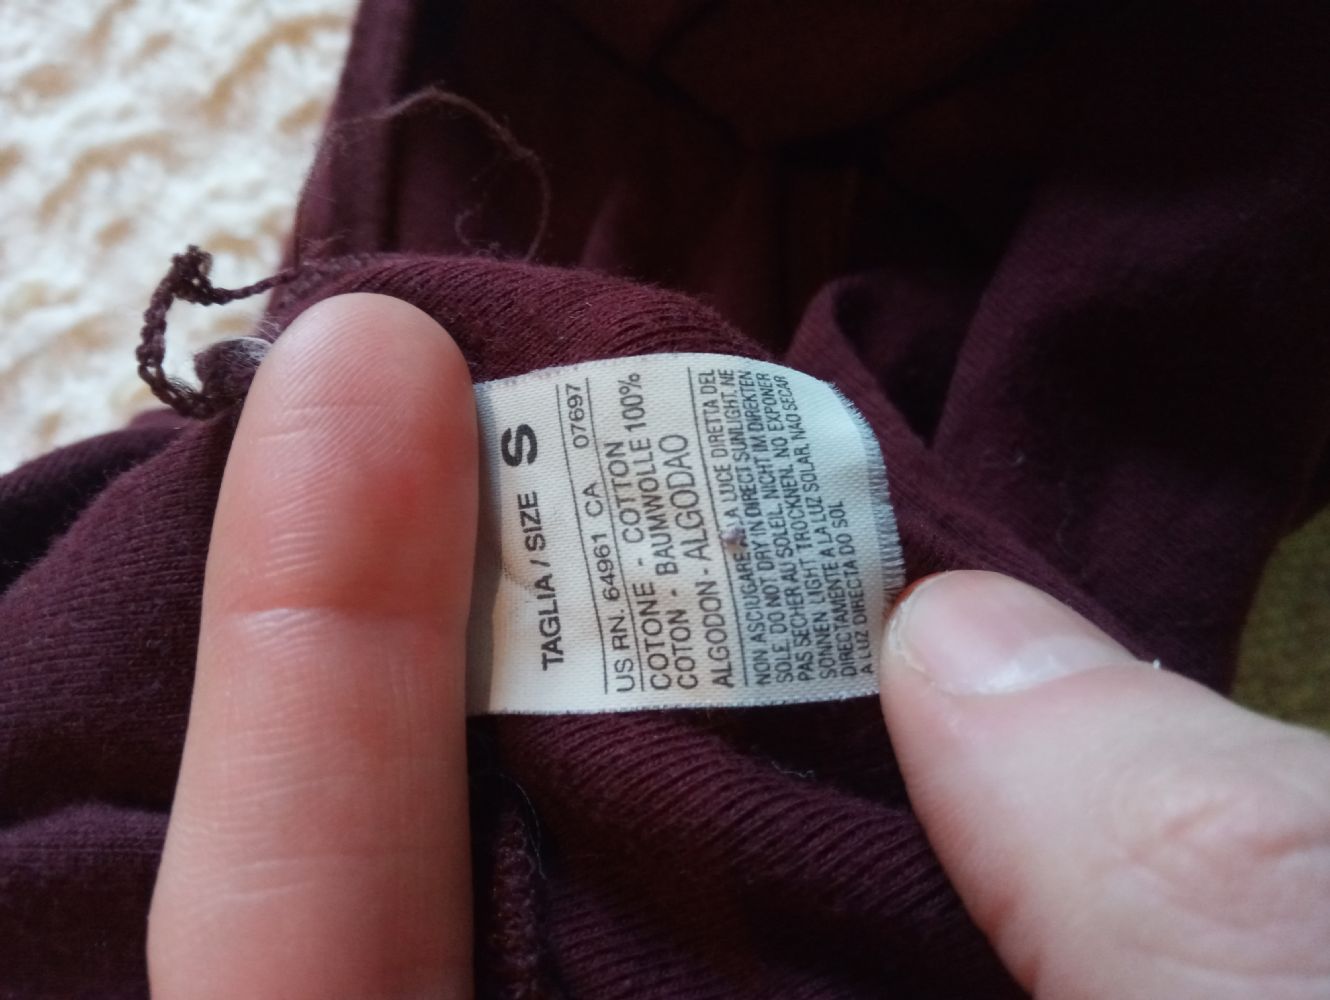 TAGLIA / SIZE S
US RN. 64961 CA 07697
COTONE - COTTON
COTON - BAUMWOLLE 100%
ALGODON - ALGODAO
NON ASCIUGARE ALLA LUCE DIRETTA DEL
SOLE. DO NOT DRY IN DIRECT SUNLIGHT. NE
PAS SECHER AU SOLEIL. NICHT IM DIREKTEN
SONNEN LIGHT TROCKNEN. NO EXPONER
DIRECTAMENTE A LA LUZ SOLAR. NAO SECAR
A LUZ DIRECTA DO SOL